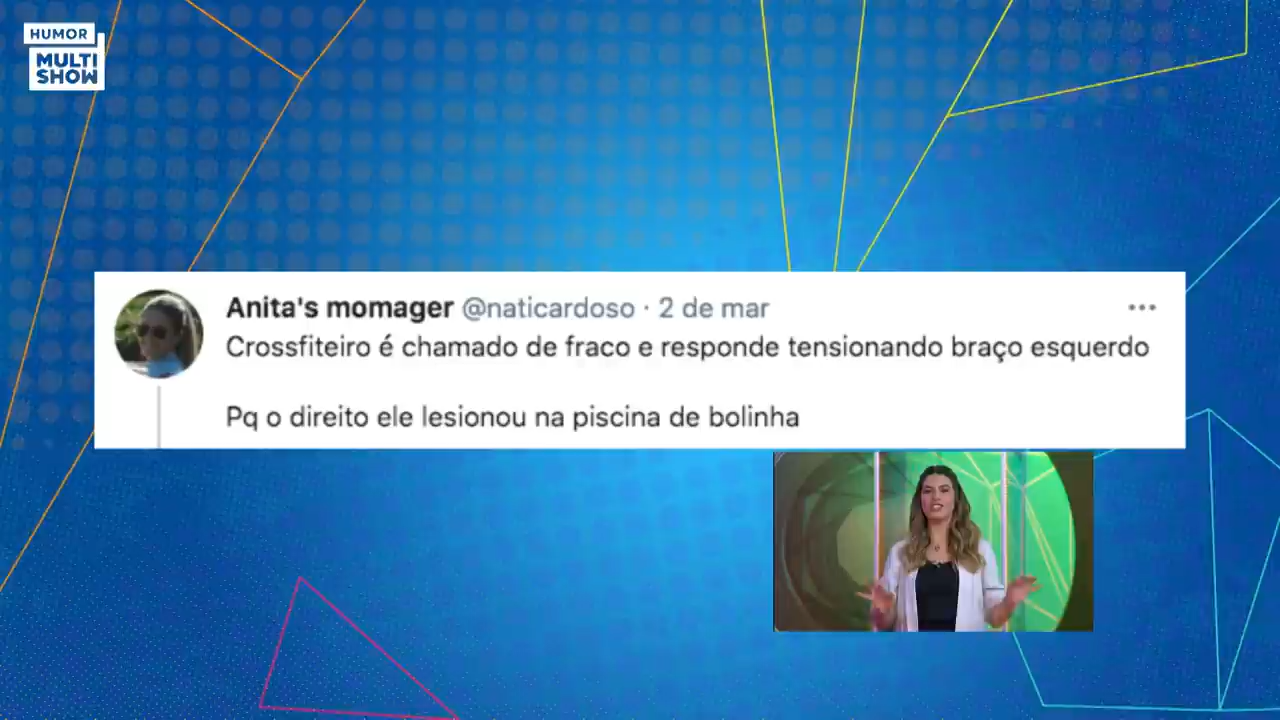 HUMOR
MULTI
SHOW
Anita's momager @naticardoso · 2 de mar
Crossfiteiro é chamado de fraco e responde tensionando braço esquerdo
Pq o direito ele lesionou na piscina de bolinha